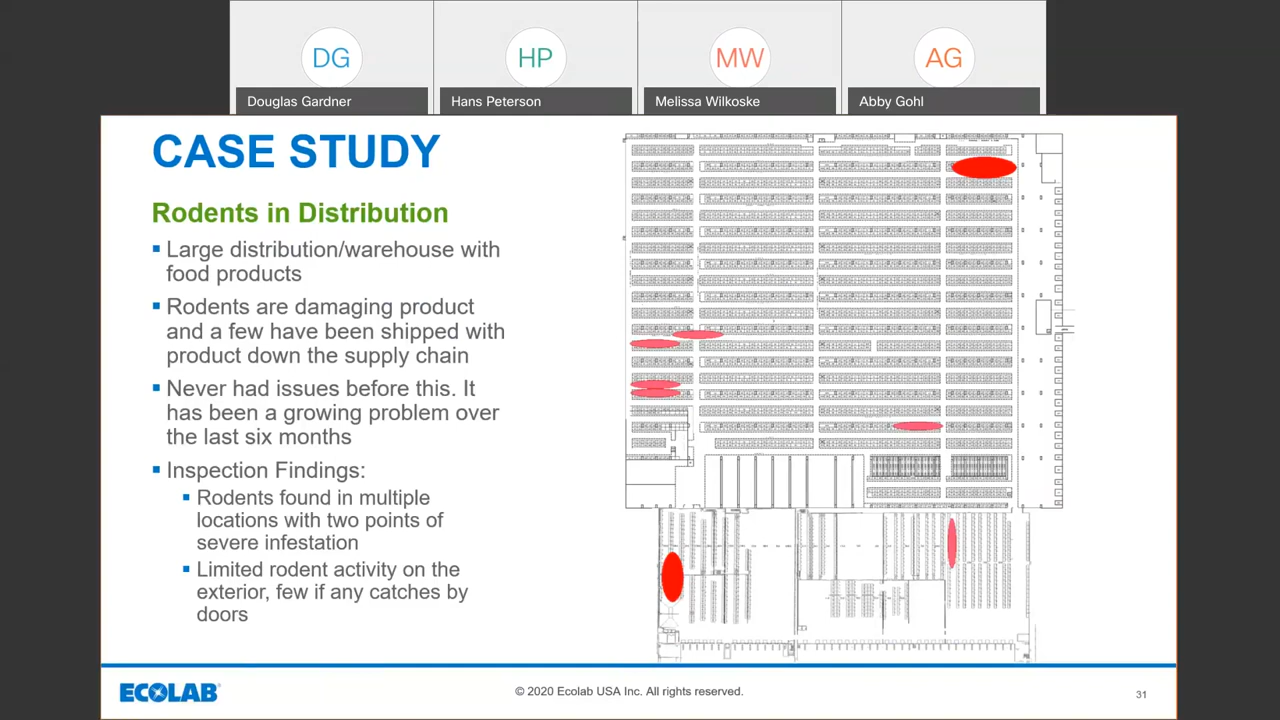 DG
HP
MW
AG
Douglas Gardner
Hans Peterson
Melissa Wilkoske
Abby Gohl
CASE STUDY
Rodents in Distribution
▪ Large distribution/warehouse with
food products
▪ Rodents are damaging product
and a few have been shipped with
product down the supply chain
▪ Never had issues before this. It
has been a growing problem over
the last six months
▪ Inspection Findings:
▪ Rodents found in multiple
locations with two points of
severe infestation
▪ Limited rodent activity on the
exterior, few if any catches by
doors
ECOLAB®
© 2020 Ecolab USA Inc. All rights reserved.
31